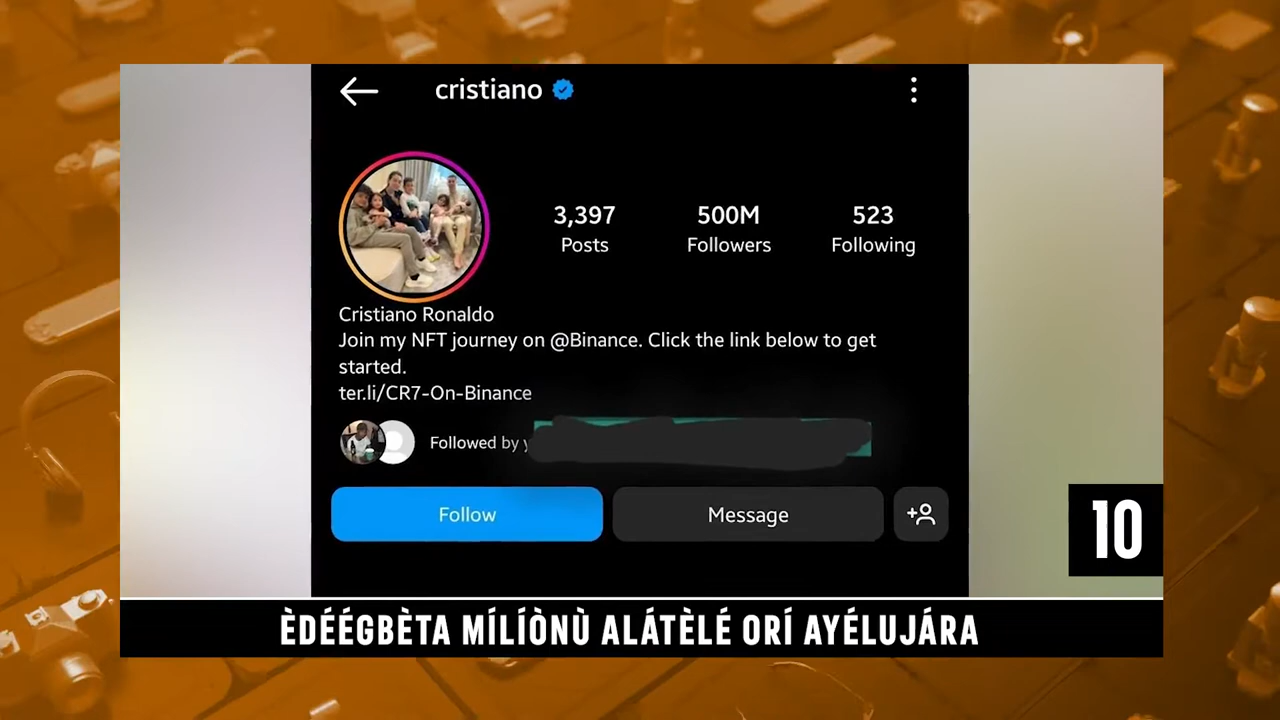 cristiano
3,397
500M
523
Posts
Followers
Following
Cristiano Ronaldo
Join my NFT journey on @Binance. Click the link below to get
started.
ter.li/CR7-On-Binance
Followed by
Follow
Message
10
ÈDÉÉGBÈTA MÍLÍÒNÙ ALÁTÈLÉ ORÍ AYÉLUJÁRA